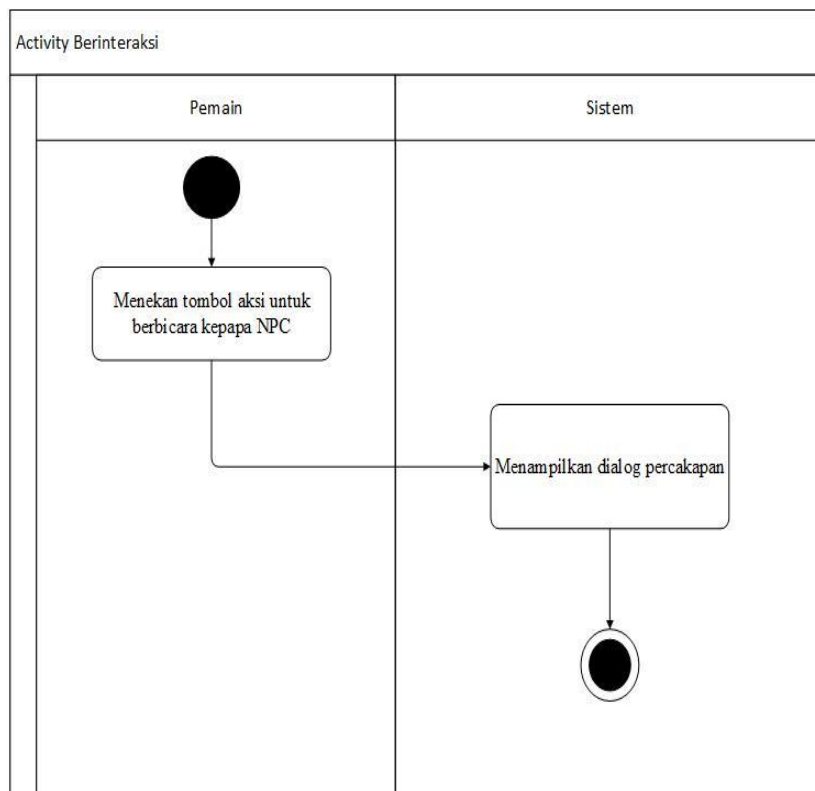 Activity Berinteraksi
Pemain
Sistem
Menekan tombol aksi untuk
berbicara kepapa NPC
Menampilkan dialog percakapan